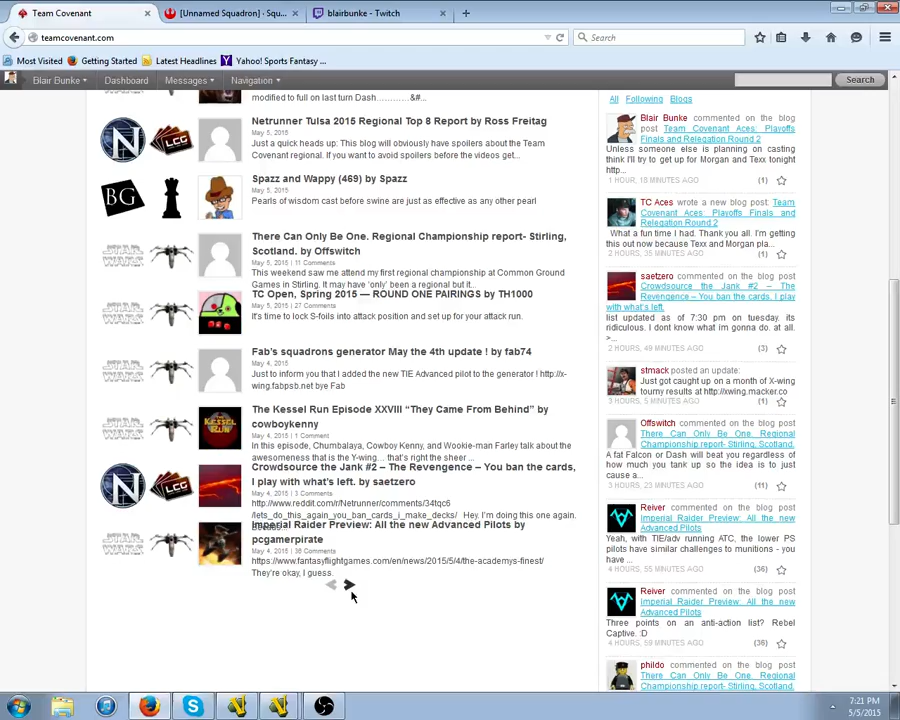 Team Covenant
[Unnamed Squadron] · Squ...
blairbunke - Twitch
teamcovenant.com
Search
Most Visited
Getting Started
Latest Headlines
Yahoo! Sports Fantasy ...
Blair Bunke
Dashboard
Messages
Navigation
Search
modified to full on last turn Dash............&#...
Netrunner Tulsa 2015 Regional Top 8 Report by Ross Freitag
May 5, 2015
Just a quick heads up: This blog will obviously have spoilers about the Team
Covenant regional. If you want to avoid spoilers before the videos get...
BG
Spazz and Wappy (469) by Spazz
May 5, 2015
Pearls of wisdom cast before swine are just as effective as any other pearl
There Can Only Be One. Regional Championship report- Stirling,
Scotland. by Offswitch
May 5, 2015 | 11 Comments
This weekend saw me attend my first regional championship at Common Ground
Games in Stirling. It may have 'only' been a regional but it...
TC Open, Spring 2015 — ROUND ONE PAIRINGS by TH1000
May 5, 2015 | 27 Comments
It's time to lock S-foils into attack position and set up for your attack run.
Fab's squadrons generator May the 4th update ! by fab74
May 4, 2015
Just to inform you that I added the new TIE Advanced pilot to the generator ! http://x-
wing.fabpsb.net bye Fab
THE KESSEL RUN
The Kessel Run Episode XXVIII "They Came From Behind" by
cowboykenny
May 4, 2015 | 1 Comment
In this episode, Chumbalaya, Cowboy Kenny, and Wookie-man Farley talk about the
awesomeness that is the Y-wing... that's right the sheer ...
Crowdsource the Jank #2 – The Revengence – You ban the cards,
I play with what's left. by saetzero
May 4, 2015 | 3 Comments
http://www.reddit.com/r/Netrunner/comments/34tqc6
/lets_do_this_again_you_ban_cards_i_make_decks/ Hey. I'm doing this one again.
Imperial Raider Preview: All the new Advanced Pilots by
pcgamerpirate
May 4, 2015 | 36 Comments
https://www.fantasyflightgames.com/en/news/2015/5/4/the-academys-finest/
They're okay, I guess.
All Following Blogs
Blair Bunke commented on the blog
post Team Covenant Aces: Playoffs
Finals and Relegation Round 2
Unless someone else is planning on casting
think I'll try to get up for Morgan and Texx tonight
http...
1 HOUR, 18 MINUTES AGO (1)
TC Aces wrote a new blog post: Team
Covenant Aces: Playoffs Finals and
Relegation Round 2
What a fun time I had. Thank you all. I'm getting
this out now because Texx and Morgan pla...
2 HOURS, 35 MINUTES AGO (1)
saetzero commented on the blog post
Crowdsource the Jank #2 – The
Revengence – You ban the cards, I play
with what's left.
list updated as of 7:30 pm on tuesday. its
ridiculous. I dont know what im gonna do. at all.
>...
2 HOURS, 49 MINUTES AGO (3)
stmack posted an update:
Just got caught up on a month of X-wing
tourny results at http://xwing.macker.co
3 HOURS, 5 MINUTES AGO (1)
Offswitch commented on the blog post
There Can Only Be One. Regional
Championship report- Stirling, Scotland.
A fat Falcon or Dash will beat you regardless of
how much you tank up so the idea is to just
cause a...
3 HOURS, 23 MINUTES AGO (11)
Reiver commented on the blog post
Imperial Raider Preview: All the new
Advanced Pilots
Yeah, with TIE/adv running ATC, the lower PS
pilots have similar challenges to munitions - you
have ...
4 HOURS, 55 MINUTES AGO (36)
Reiver commented on the blog post
Imperial Raider Preview: All the new
Advanced Pilots
Three points on an anti-action list? Rebel
Captive. :D
4 HOURS, 59 MINUTES AGO (36)
phildo commented on the blog post
There Can Only Be One. Regional
Championship report- Stirling, Scotland.
7:21 PM
5/5/2015